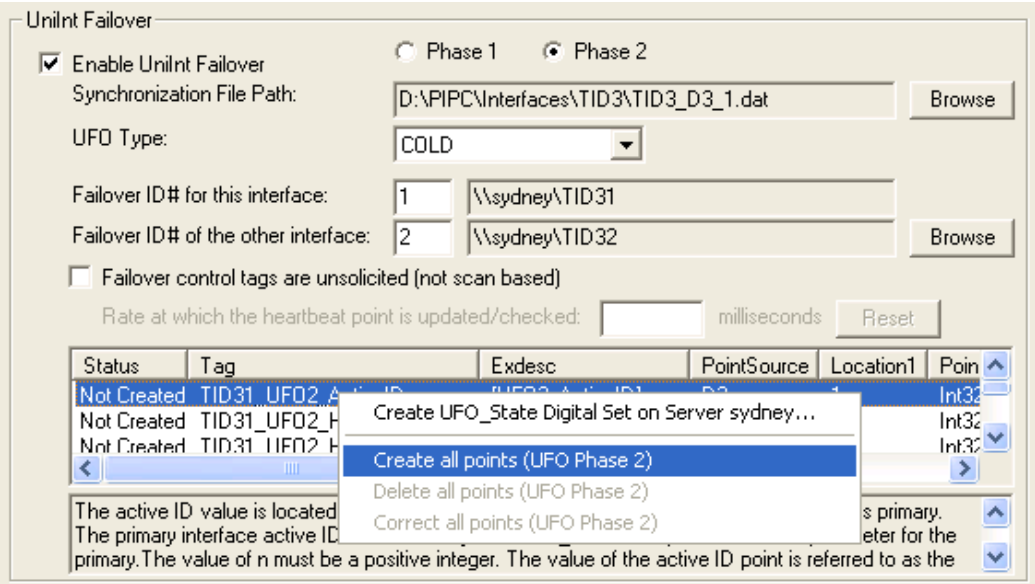 UniInt Failover
Phase 1 Phase 2
Enable UniInt Failover
Synchronization File Path: D:\PIPC\Interfaces\TID3\TID3_D3_1.dat Browse
UFO Type: COLD
Failover ID# for this interface: 1 \\sydney\TID31
Failover ID# of the other interface: 2 \\sydney\TID32 Browse
Failover control tags are unsolicited (not scan based)
Rate at which the heartbeat point is updated/checked: milliseconds Reset
Status Tag Exdesc PointSource Location1 Poin
Not Created TID31_UFO2_ Int32
Create UFO_State Digital Set on Server sydney...
Not Created TID31_UFO2_H Int32
Not Created TID31_UFO2_H Int32
Create all points (UFO Phase 2)
Delete all points (UFO Phase 2)
Correct all points (UFO Phase 2)
The active ID value is located s primary.
The primary interface active ID eter for the
primary.The value of n must be a positive integer. The value of the active ID point is referred to as the